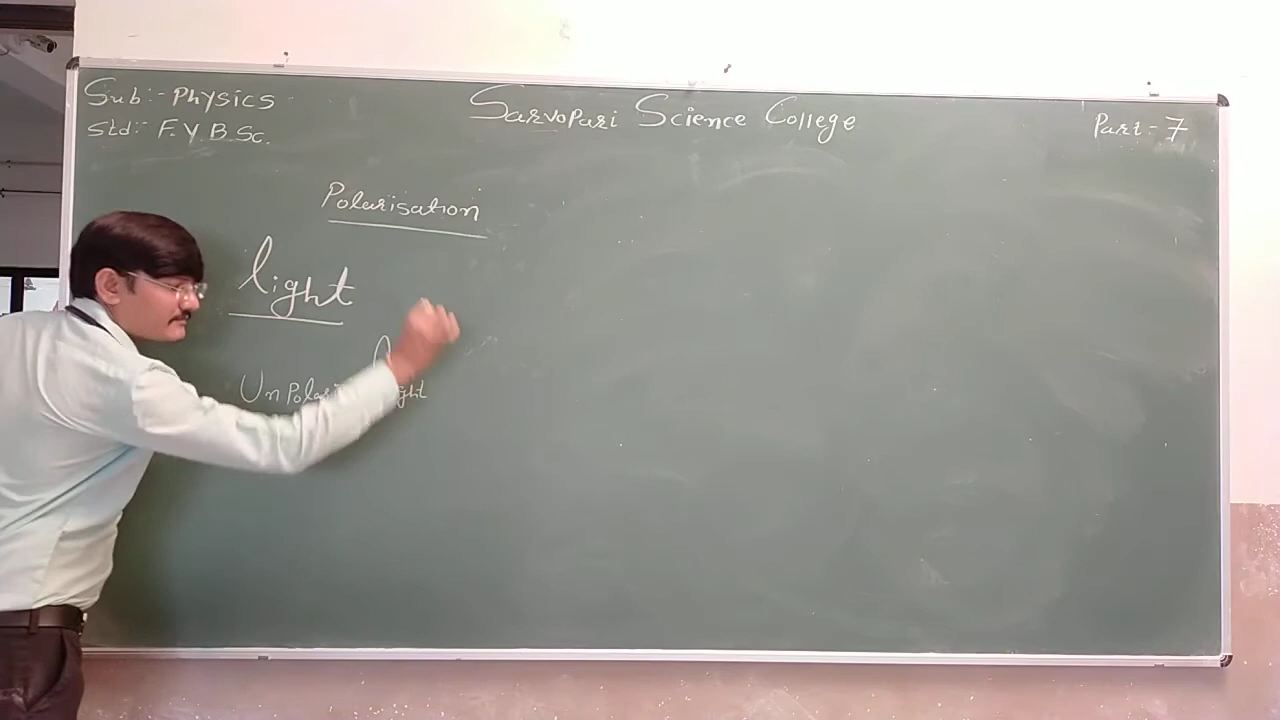 Sub:- Physics
Std:- F.Y.B.Sc.
Sarvopari Science College
Part-7
Polarisation
light